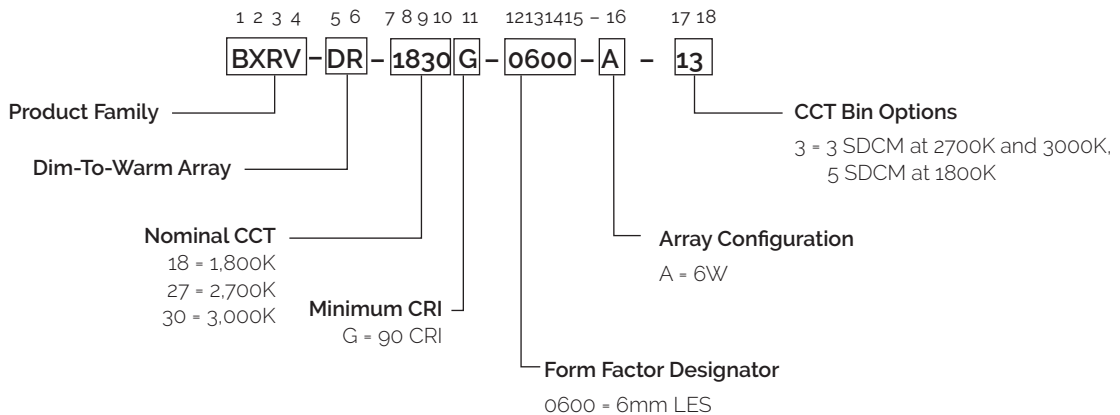 1 2 3 4 5 6 7 8 9 10 11 12131415 – 16 17 18
BXRV – DR – 1830 G – 0600 – A – 13
Product Family
CCT Bin Options
3 = 3 SDCM at 2700K and 3000K,
5 SDCM at 1800K
Dim-To-Warm Array
Nominal CCT
18 = 1,800K
27 = 2,700K
30 = 3,000K
Array Configuration
A = 6W
Minimum CRI
G = 90 CRI
Form Factor Designator
0600 = 6mm LES